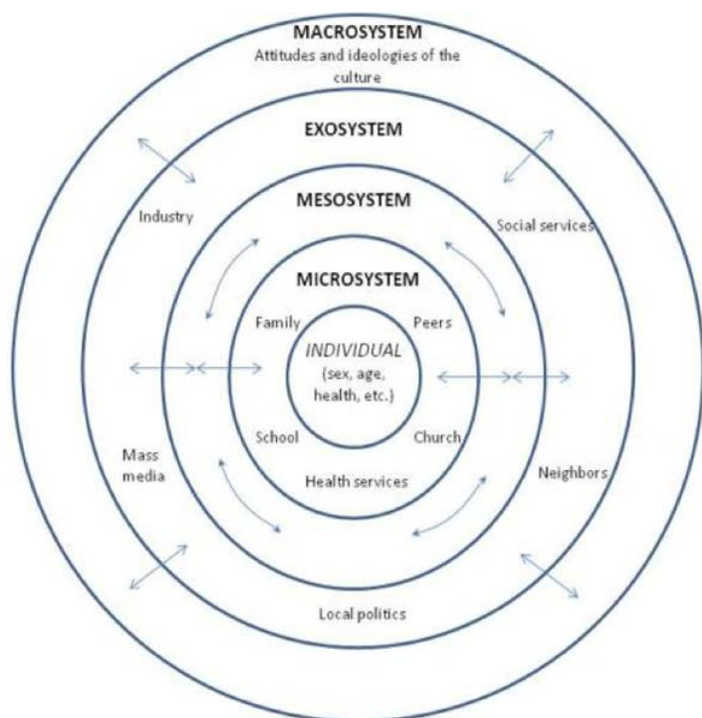 MACROSYSTEM
Attitudes and ideologies of the
culture
EXOSYSTEM
MESOSYSTEM
Industry
Social services
MICROSYSTEM
Family
Peers
INDIVIDUAL
(sex, age,
health, etc.)
School
Church
Mass
media
Health services
Neighbors
Local politics